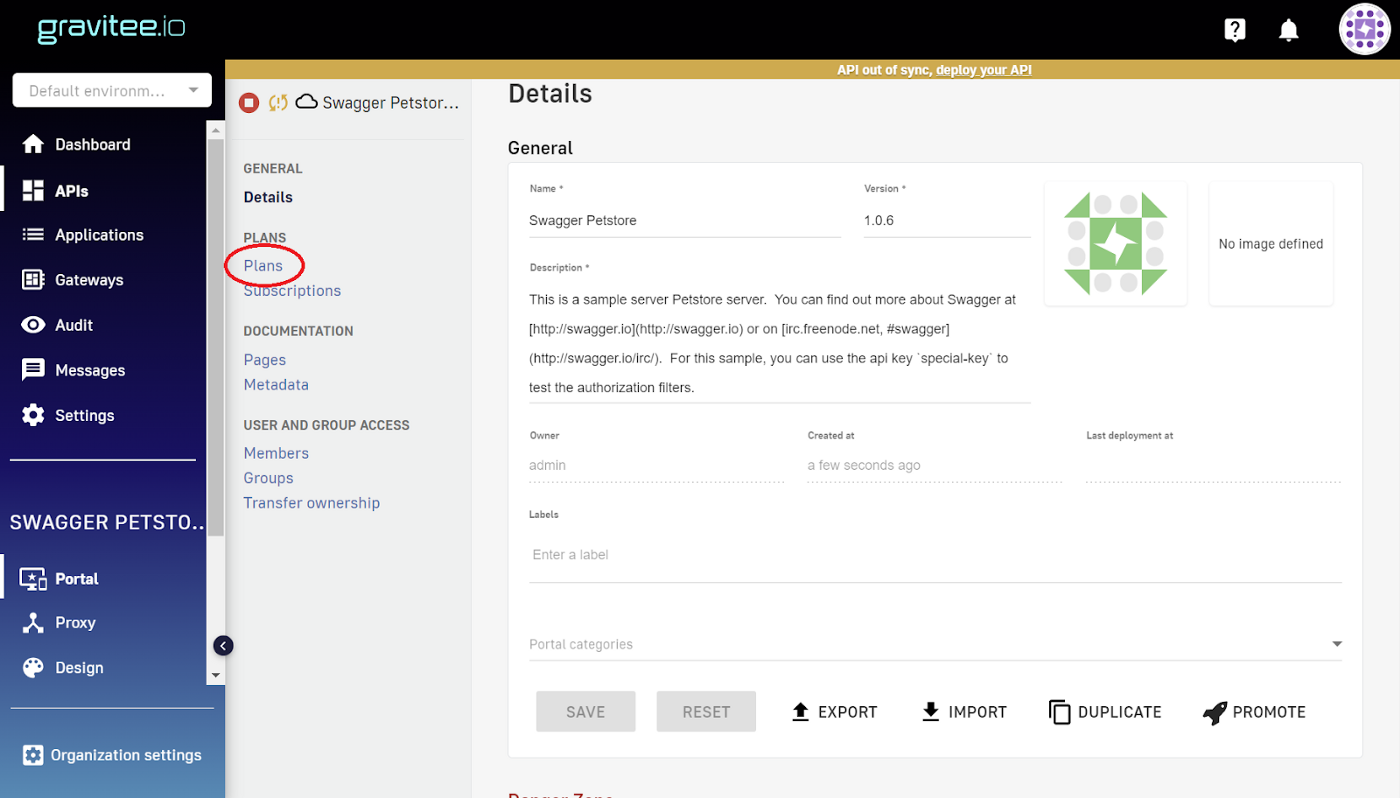 gravitee.io
API out of sync, deploy your API
Default environm...
Dashboard
APIs
Applications
Gateways
Audit
Messages
Settings
SWAGGER PETSTO..
Portal
Proxy
Design
Organization settings
Swagger Petstor...
GENERAL
Details
PLANS
Plans
Subscriptions
DOCUMENTATION
Pages
Metadata
USER AND GROUP ACCESS
Members
Groups
Transfer ownership
Details
General
Name *
Swagger Petstore
Version *
1.0.6
No image defined
Description *
This is a sample server Petstore server.  You can find out more about Swagger at
[http://swagger.io](http://swagger.io) or on [irc.freenode.net, #swagger]
(http://swagger.io/irc/).  For this sample, you can use the api key `special-key` to
test the authorization filters.
Owner
admin
Created at
a few seconds ago
Last deployment at
Labels
Enter a label
Portal categories
SAVE RESET EXPORT IMPORT DUPLICATE PROMOTE
Danger Zone